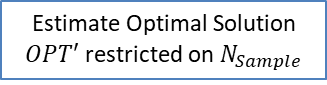 Estimate Optimal Solution
OPT′ restricted on N_Sample